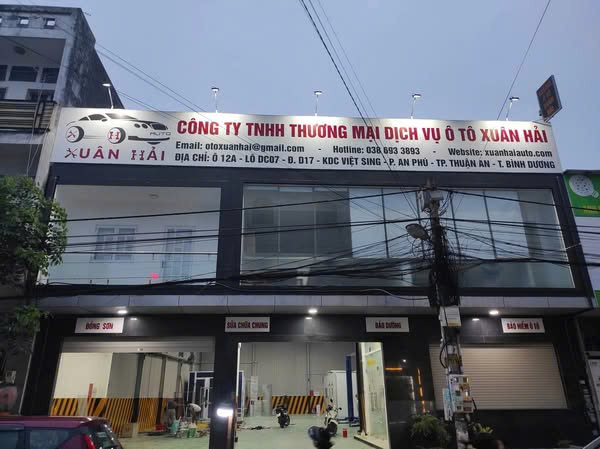 AUTO
XUÂN HẢI
CÔNG TY TNHH THƯƠNG MẠI DỊCH VỤ Ô TÔ XUÂN HẢI
Email: otoxuanhai@gmail.com - Hotline: 038 693 3893 - Website: xuanhaiauto.com
ĐỊA CHỈ: Ô 12A - LÔ DC07 - Đ. D17 - KDC VIỆT SING - P. AN PHÚ - TP. THUẬN AN - T. BÌNH DƯƠNG
ĐỒNG SƠN
SỬA CHỮA CHUNG
BẢO DƯỠNG
BẢO HIỂM Ô TÔ